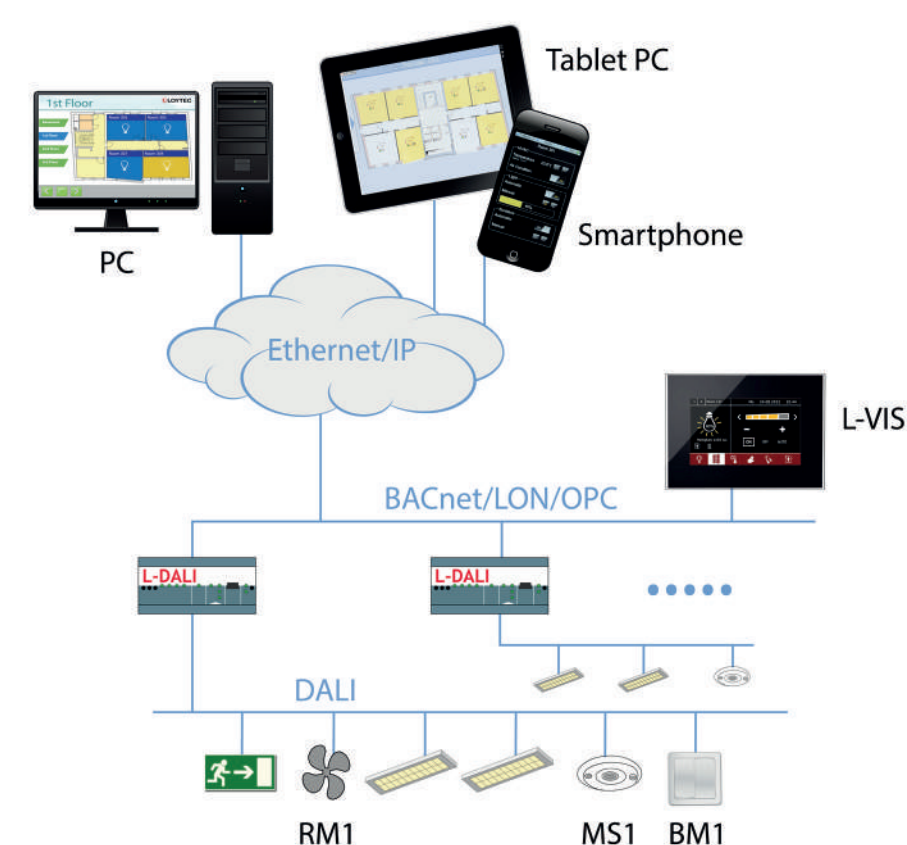 Tablet PC
1st Floor
LOYTEC
Smartphone
PC
Ethernet/IP
L-VIS
BACnet/LON/OPC
L-DALI
L-DALI
DALI
RM1
MS1
BM1